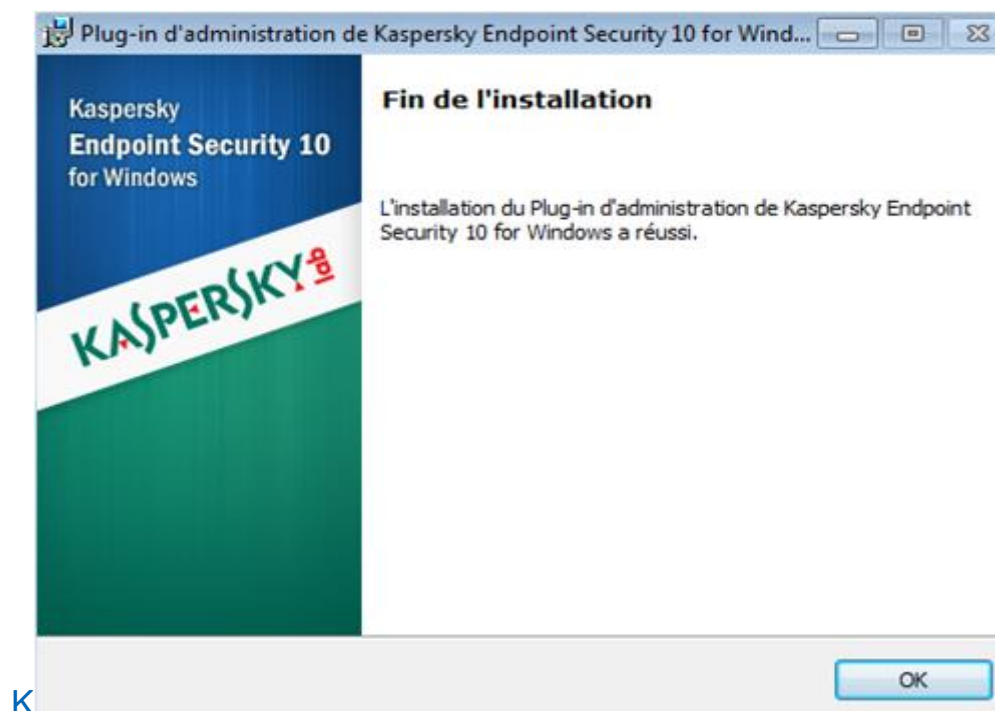 Plug-in d'administration de Kaspersky Endpoint Security 10 for Wind...
Kaspersky
Endpoint Security 10
for Windows
KASPERSKY lab
Fin de l'installation
L'installation du Plug-in d'administration de Kaspersky Endpoint
Security 10 for Windows a réussi.
OK
K